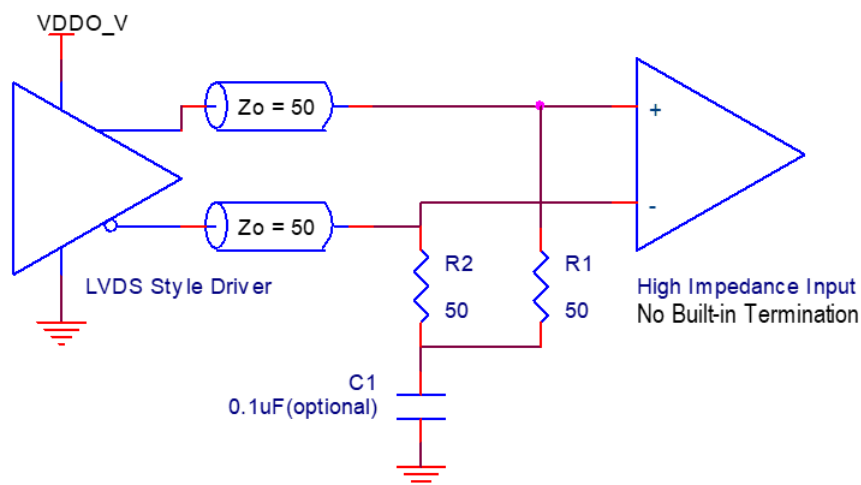 VDDO_V
Zo = 50
+
Zo = 50
-
LVDS Style Driver
R2
50
R1
50
High Impedance Input
No Built-in Termination
C1
0.1uF(optional)